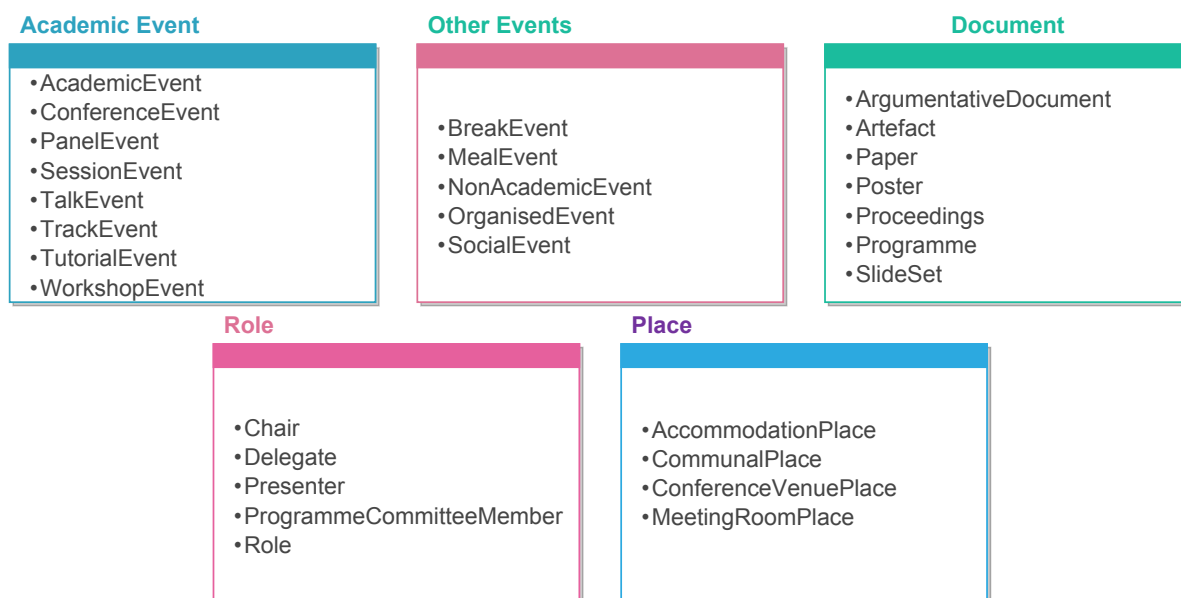 Academic Event
•AcademicEvent
•ConferenceEvent
•PanelEvent
•SessionEvent
•TalkEvent
•TrackEvent
•TutorialEvent
•WorkshopEvent
Other Events
•BreakEvent
•MealEvent
•NonAcademicEvent
•OrganisedEvent
•SocialEvent
Document
•ArgumentativeDocument
•Artefact
•Paper
•Poster
•Proceedings
•Programme
•SlideSet
Role
•Chair
•Delegate
•Presenter
•ProgrammeCommitteeMember
•Role
Place
•AccommodationPlace
•CommunalPlace
•ConferenceVenuePlace
•MeetingRoomPlace